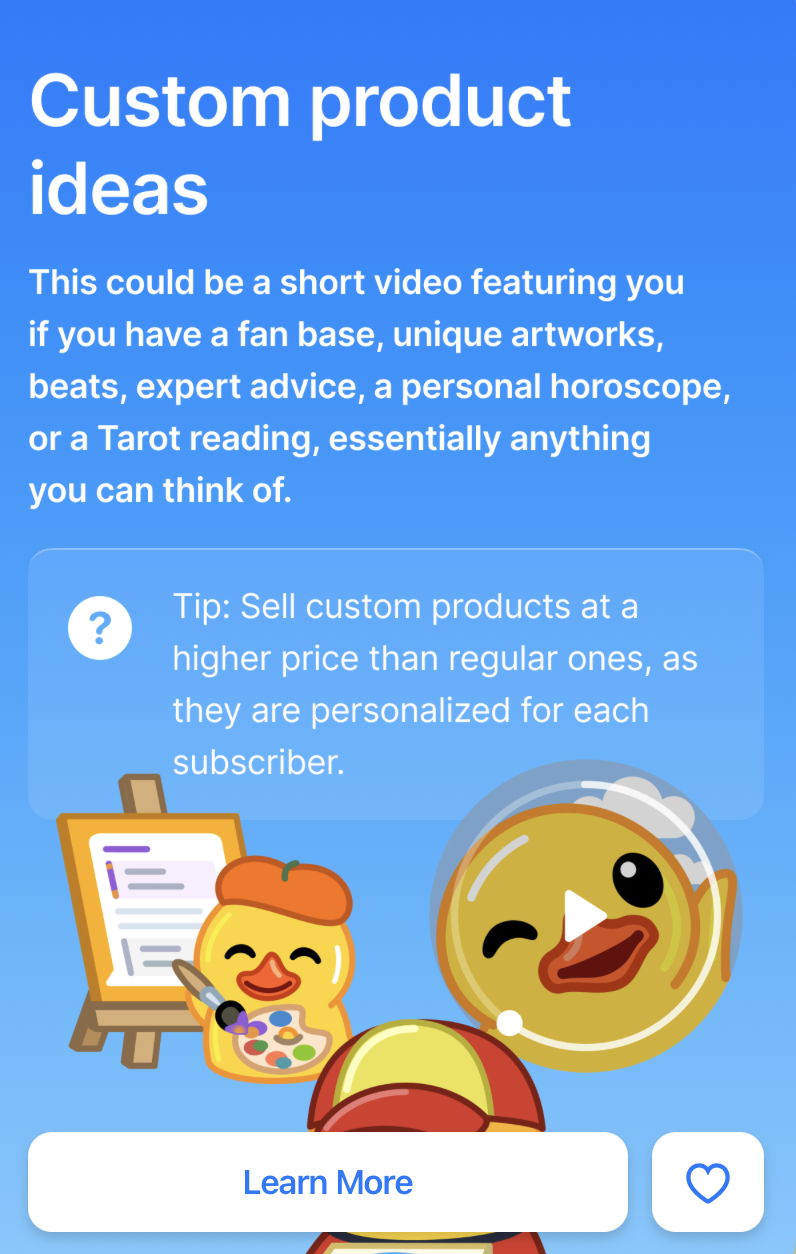 Custom product
ideas
This could be a short video featuring you
if you have a fan base, unique artworks,
beats, expert advice, a personal horoscope,
or a Tarot reading, essentially anything
you can think of.
?
Tip: Sell custom products at a
higher price than regular ones, as
they are personalized for each
subscriber.
Learn More